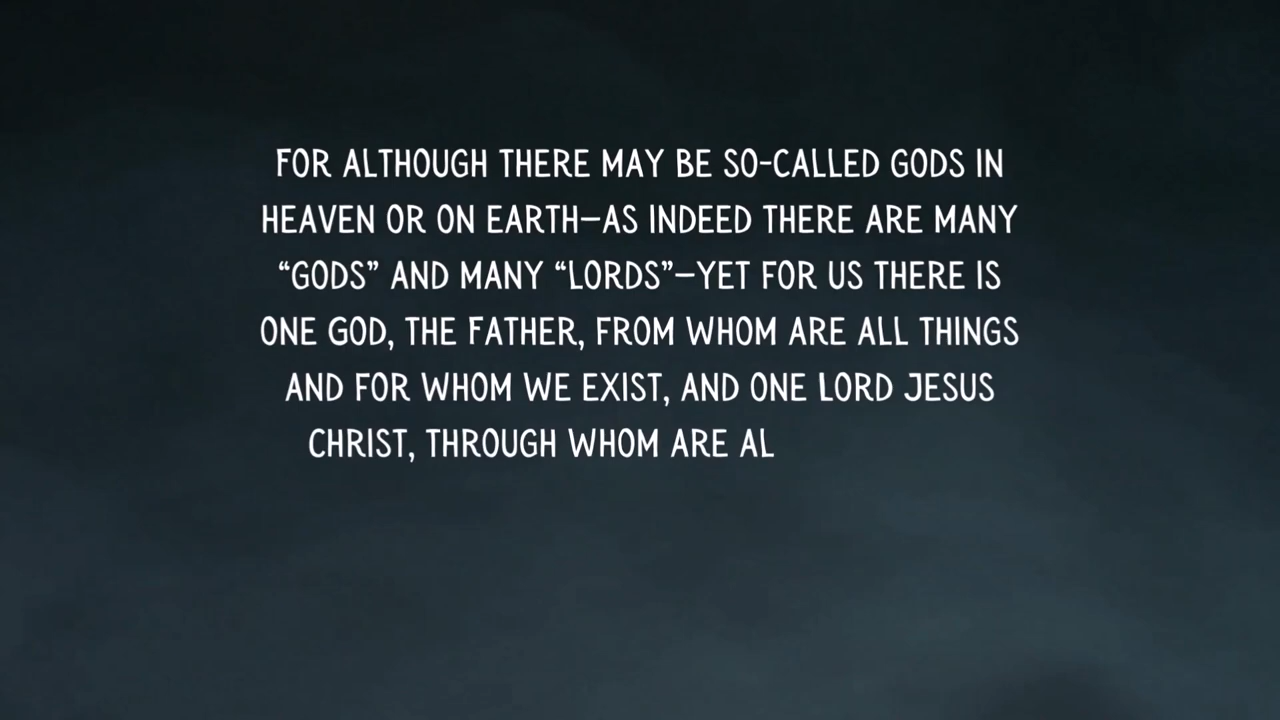 FOR ALTHOUGH THERE MAY BE SO-CALLED GODS IN
HEAVEN OR ON EARTH—AS INDEED THERE ARE MANY
“GODS” AND MANY “LORDS”—YET FOR US THERE IS
ONE GOD, THE FATHER, FROM WHOM ARE ALL THINGS
AND FOR WHOM WE EXIST, AND ONE LORD JESUS
CHRIST, THROUGH WHOM ARE AL